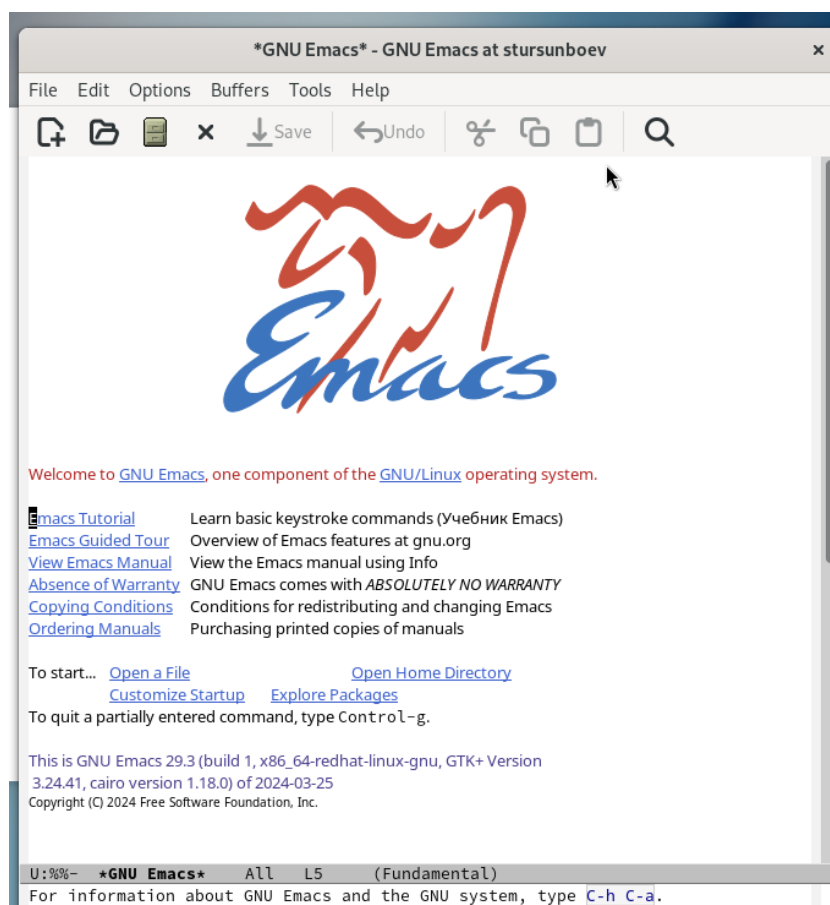 *GNU Emacs* - GNU Emacs at stursunboev ×
File Edit Options Buffers Tools Help
Save Undo
Emacs
Welcome to GNU Emacs, one component of the GNU/Linux operating system.
Emacs Tutorial Learn basic keystroke commands (Учебник Emacs)
Emacs Guided Tour Overview of Emacs features at gnu.org
View Emacs Manual View the Emacs manual using Info
Absence of Warranty GNU Emacs comes with ABSOLUTELY NO WARRANTY
Copying Conditions Conditions for redistributing and changing Emacs
Ordering Manuals Purchasing printed copies of manuals
To start... Open a File Open Home Directory
Customize Startup Explore Packages
To quit a partially entered command, type Control-g.
This is GNU Emacs 29.3 (build 1, x86_64-redhat-linux-gnu, GTK+ Version
3.24.41, cairo version 1.18.0) of 2024-03-25
Copyright (C) 2024 Free Software Foundation, Inc.
U:%%- *GNU Emacs* All L5 (Fundamental)
For information about GNU Emacs and the GNU system, type C-h C-a.